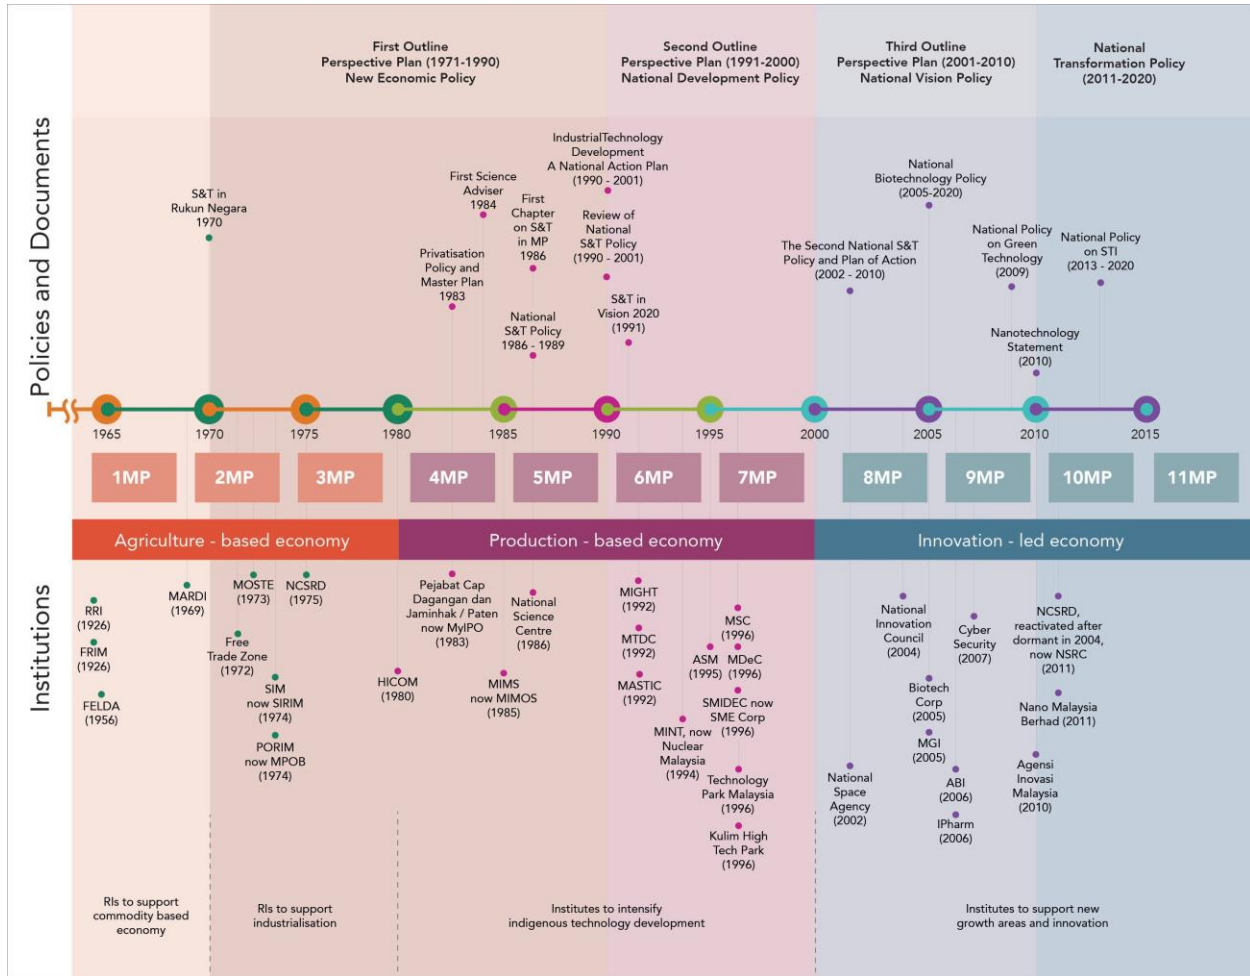 First Outline
Perspective Plan (1971-1990)
New Economic Policy
Second Outline
Perspective Plan (1991-2000)
National Development Policy
Third Outline
Perspective Plan (2001-2010)
National Vision Policy
National
Transformation Policy
(2011-2020)
Policies and Documents
S&T in
Rukun Negara
1970
Privatisation
Policy and
Master Plan
1983
First Science
Adviser
1984
First
Chapter
on S&T
in MP
1986
National
S&T Policy
1986 - 1989
IndustrialTechnology
Development
A National Action Plan
(1990 - 2001)
Review of
National
S&T Policy
(1990 - 2001)
S&T in
Vision 2020
(1991)
The Second National S&T
Policy and Plan of Action
(2002 - 2010)
National
Biotechnology Policy
(2005-2020)
National Policy
on Green
Technology
(2009)
Nanotechnology
Statement
(2010)
National Policy
on STI
(2013 - 2020
1965
1970
1975
1980
1985
1990
1995
2000
2005
2010
2015
1MP
2MP
3MP
4MP
5MP
6MP
7MP
8MP
9MP
10MP
11MP
Agriculture - based economy
Production - based economy
Innovation - led economy
Institutions
RRI
(1926)
FRIM
(1926)
FELDA
(1956)
MARDI
(1969)
MOSTE
(1973)
Free
Trade Zone
(1972)
SIM
now SIRIM
(1974)
PORIM
now MPOB
(1974)
NCSRD
(1975)
HICOM
(1980)
Pejabat Cap
Dagangan dan
Jaminhak / Paten
now MyIPO
(1983)
MIMS
now MIMOS
(1985)
National
Science
Centre
(1986)
MIGHT
(1992)
MTDC
(1992)
MASTIC
(1992)
MINT, now
Nuclear
Malaysia
(1994)
ASM
(1995)
MSC
(1996)
MDeC
(1996)
SMIDEC now
SME Corp
(1996)
Technology
Park Malaysia
(1996)
Kulim High
Tech Park
(1996)
National
Space
Agency
(2002)
National
Innovation
Council
(2004)
Biotech
Corp
(2005)
MGI
(2005)
ABI
(2006)
IPharm
(2006)
Cyber
Security
(2007)
NCSRD,
reactivated after
dormant in 2004,
now NSRC
(2011)
Nano Malaysia
Berhad (2011)
Agensi
Inovasi
Malaysia
(2010)
RIs to support
commodity based
economy
RIs to support
industrialisation
Institutes to intensify
indigenous technology development
Institutes to support new
growth areas and innovation